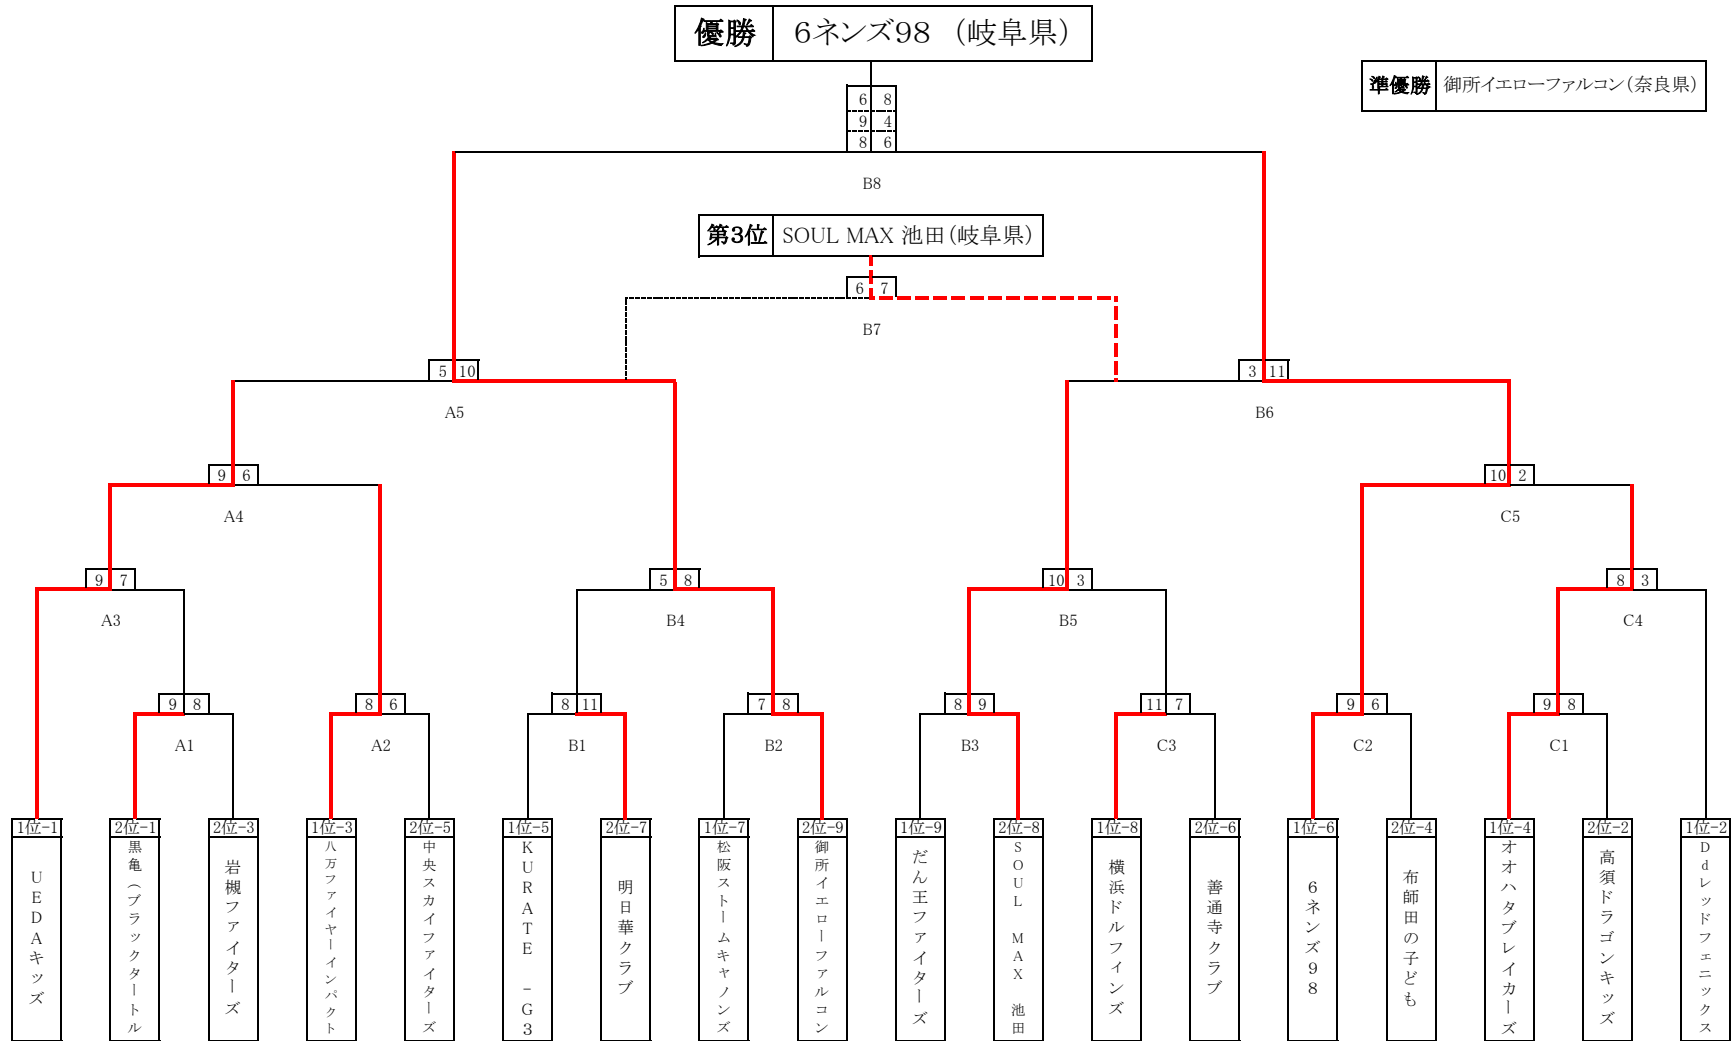 優勝 6ネンズ98 (岐阜県)
準優勝 御所イエローファルコン(奈良県)
6 8
9 4
8 6
B8
第3位 SOUL MAX 池田(岐阜県)
6 7
B7
5 10
3 11
A5
B6
9 6
10 2
A4
C5
9 7
5 8
10 3
8 3
A3
B4
B5
C4
9 8
8 6
8 11
7 8
8 9
11 7
9 6
9 8
A1
A2
B1
B2
B3
C3
C2
C1
1位-1
2位-1
2位-3
1位-3
2位-5
1位-5
2位-7
1位-7
2位-9
1位-9
2位-8
1位-8
2位-6
1位-6
2位-4
1位-4
2位-2
1位-2
UEDAキッズ
黒亀(ブラックタートル
岩槻ファイターズ
八万ファイヤーインパクト
中央スカイファイターズ
KURATE -G3
明日華クラブ
松阪ストームキャノンズ
御所イエローファルコン
だん王ファイターズ
SOUL MAX 池田
横浜ドルフィンズ
善通寺クラブ
6ネンズ98
布師田の子ども
オオハタブレイカーズ
高須ドラゴンキッズ
Ddレッドフェニックス